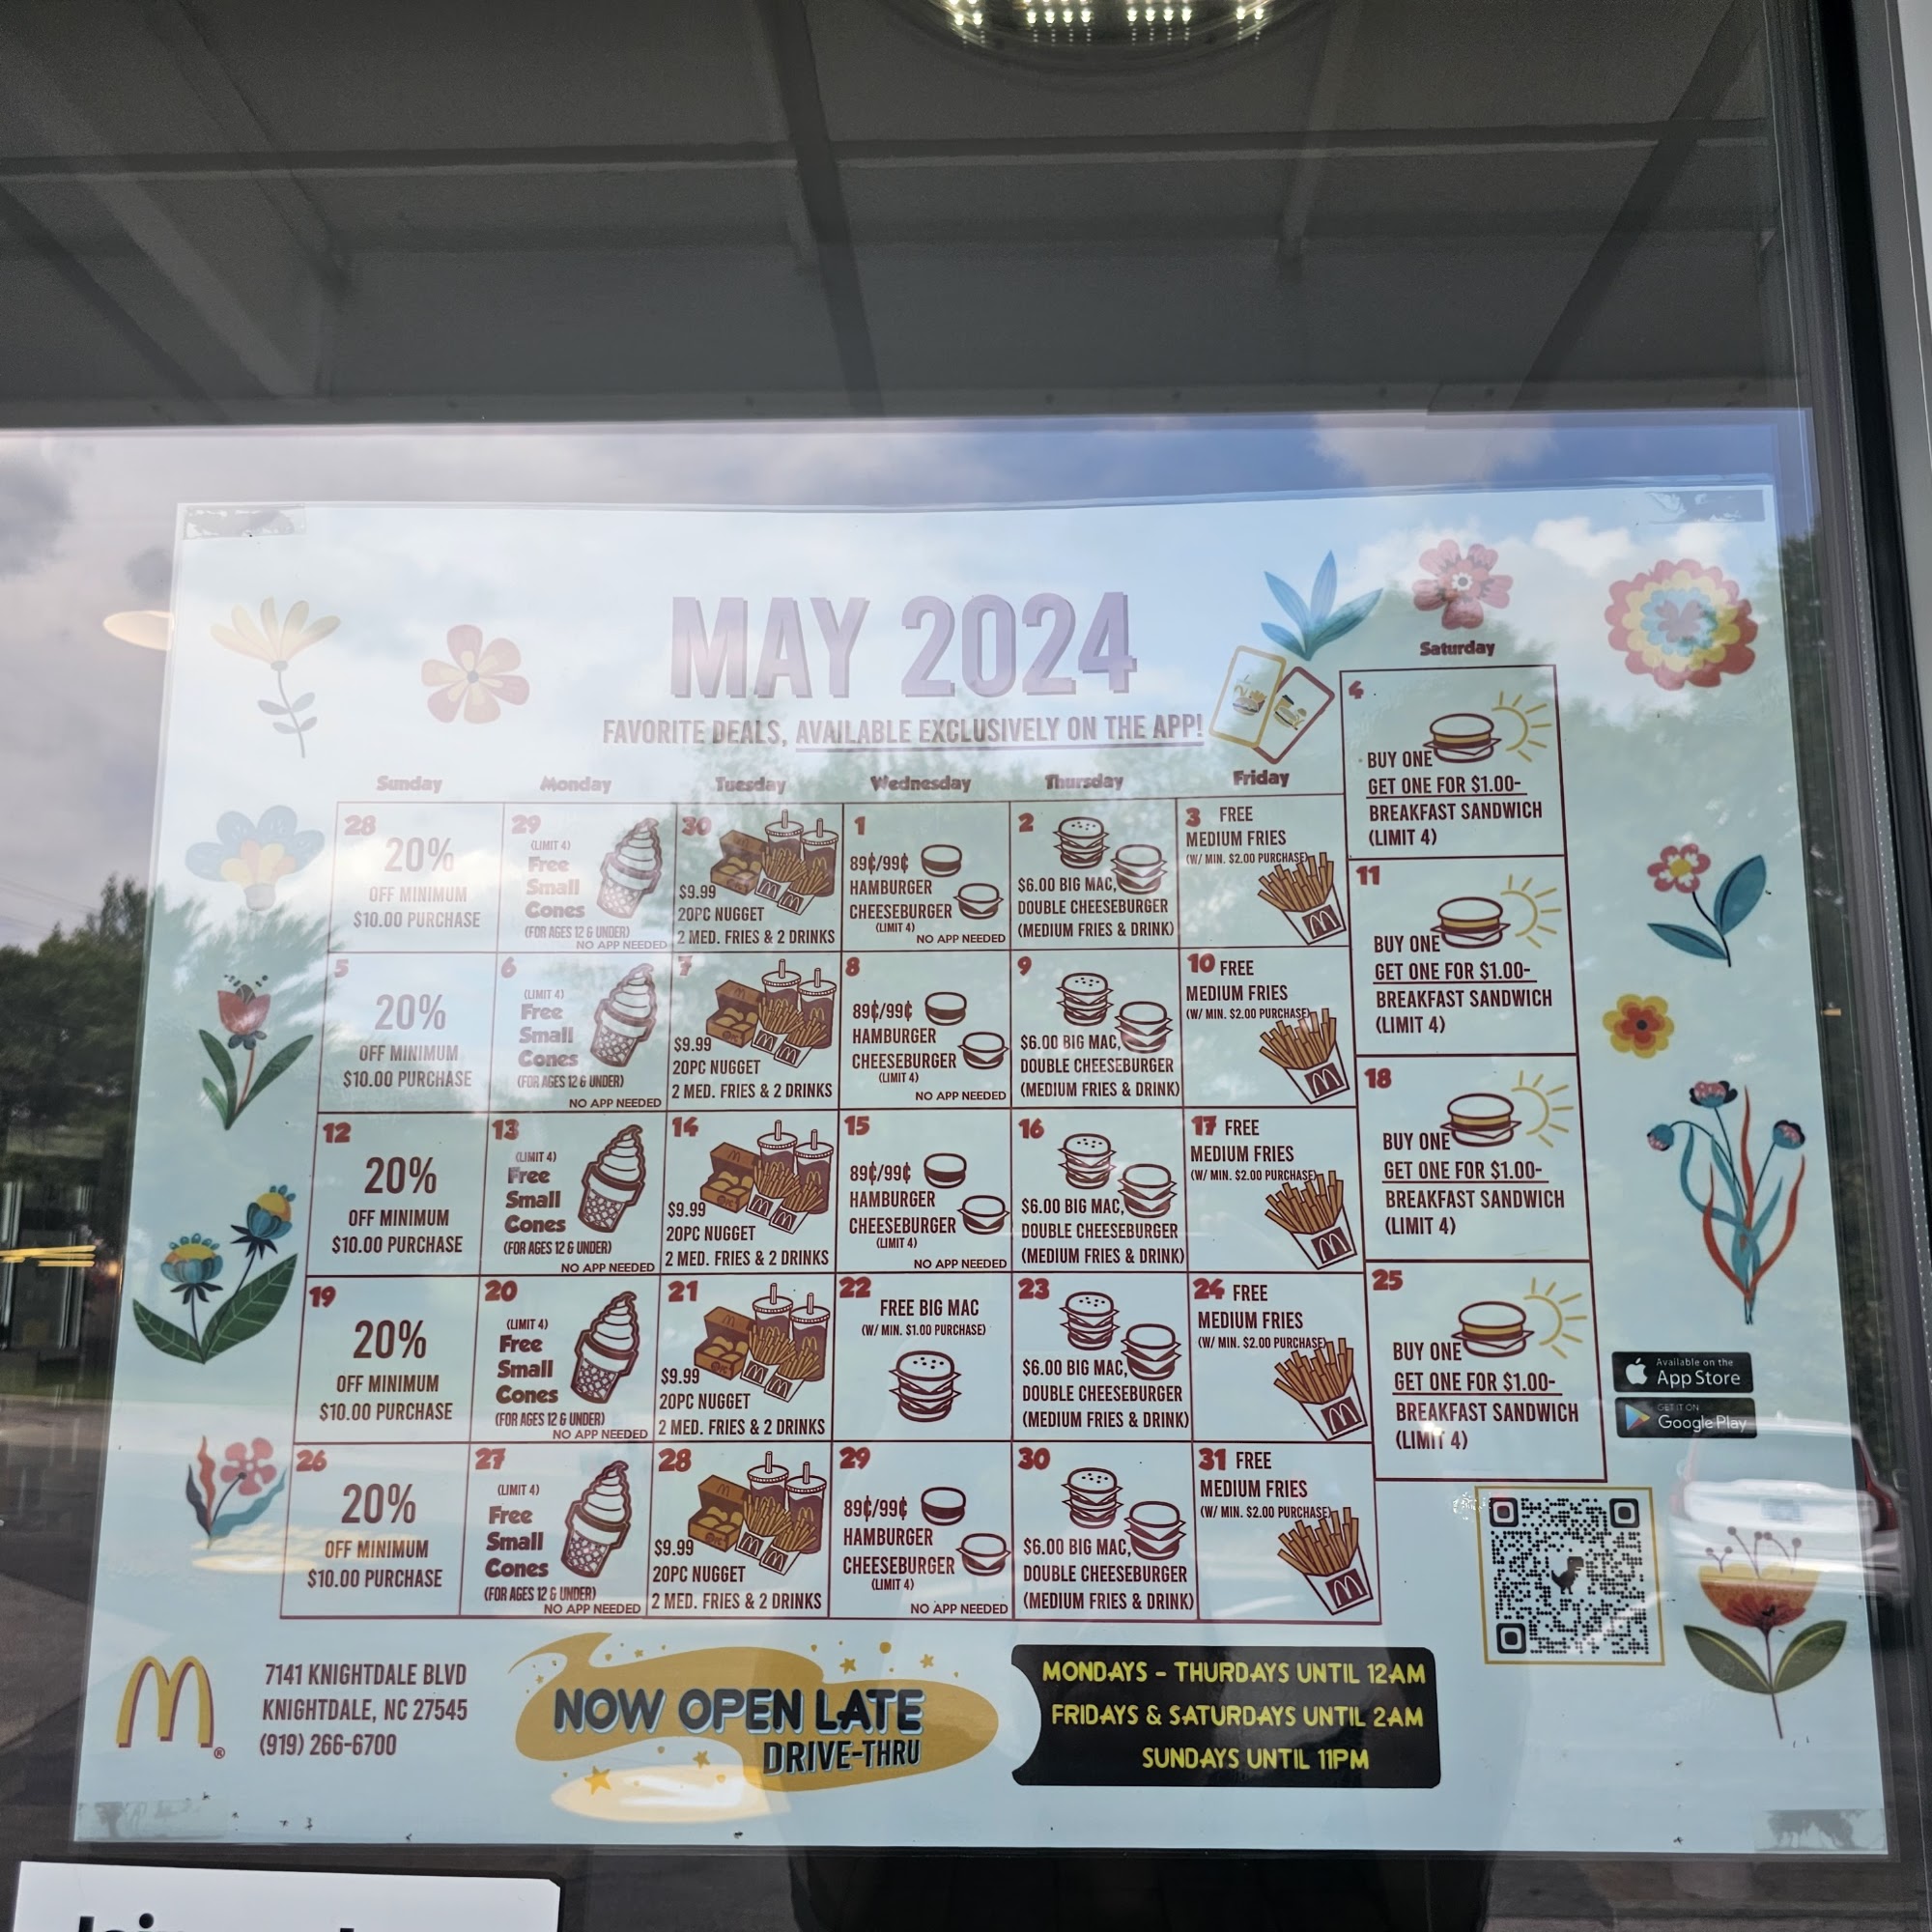 MAY 2024
FAVORITE DEALS, AVAILABLE EXCLUSIVELY ON THE APP!
Sunday
Monday
Tuesday
Wednesday
Thursday
Friday
Saturday
28
20%
OFF MINIMUM
$10.00 PURCHASE
29
(LIMIT 4)
Free
Small
Cones
(FOR AGES 12 & UNDER)
NO APP NEEDED
30
$9.99
20PC NUGGET
2 MED. FRIES & 2 DRINKS
1
89¢/99¢
HAMBURGER
CHEESEBURGER
(LIMIT 4)
NO APP NEEDED
2
$6.00 BIG MAC,
DOUBLE CHEESEBURGER
(MEDIUM FRIES & DRINK)
3 FREE
MEDIUM FRIES
(W/ MIN. $2.00 PURCHASE)
4
BUY ONE
GET ONE FOR $1.00-
BREAKFAST SANDWICH
(LIMIT 4)
5
20%
OFF MINIMUM
$10.00 PURCHASE
6
(LIMIT 4)
Free
Small
Cones
(FOR AGES 12 & UNDER)
NO APP NEEDED
7
$9.99
20PC NUGGET
2 MED. FRIES & 2 DRINKS
8
89¢/99¢
HAMBURGER
CHEESEBURGER
(LIMIT 4)
NO APP NEEDED
9
$6.00 BIG MAC,
DOUBLE CHEESEBURGER
(MEDIUM FRIES & DRINK)
10 FREE
MEDIUM FRIES
(W/ MIN. $2.00 PURCHASE)
11
BUY ONE
GET ONE FOR $1.00-
BREAKFAST SANDWICH
(LIMIT 4)
12
20%
OFF MINIMUM
$10.00 PURCHASE
13
(LIMIT 4)
Free
Small
Cones
(FOR AGES 12 & UNDER)
NO APP NEEDED
14
$9.99
20PC NUGGET
2 MED. FRIES & 2 DRINKS
15
89¢/99¢
HAMBURGER
CHEESEBURGER
(LIMIT 4)
NO APP NEEDED
16
$6.00 BIG MAC,
DOUBLE CHEESEBURGER
(MEDIUM FRIES & DRINK)
17 FREE
MEDIUM FRIES
(W/ MIN. $2.00 PURCHASE)
18
BUY ONE
GET ONE FOR $1.00-
BREAKFAST SANDWICH
(LIMIT 4)
19
20%
OFF MINIMUM
$10.00 PURCHASE
20
(LIMIT 4)
Free
Small
Cones
(FOR AGES 12 & UNDER)
NO APP NEEDED
21
$9.99
20PC NUGGET
2 MED. FRIES & 2 DRINKS
22
FREE BIG MAC
(W/ MIN. $1.00 PURCHASE)
23
$6.00 BIG MAC,
DOUBLE CHEESEBURGER
(MEDIUM FRIES & DRINK)
24 FREE
MEDIUM FRIES
(W/ MIN. $2.00 PURCHASE)
25
BUY ONE
GET ONE FOR $1.00-
BREAKFAST SANDWICH
(LIMIT 4)
26
20%
OFF MINIMUM
$10.00 PURCHASE
27
(LIMIT 4)
Free
Small
Cones
(FOR AGES 12 & UNDER)
NO APP NEEDED
28
$9.99
20PC NUGGET
2 MED. FRIES & 2 DRINKS
29
89¢/99¢
HAMBURGER
CHEESEBURGER
(LIMIT 4)
NO APP NEEDED
30
$6.00 BIG MAC,
DOUBLE CHEESEBURGER
(MEDIUM FRIES & DRINK)
31 FREE
MEDIUM FRIES
(W/ MIN. $2.00 PURCHASE)
Available on the
App Store
GET IT ON
Google Play
7141 KNIGHTDALE BLVD
KNIGHTDALE, NC 27545
(919) 266-6700
NOW OPEN LATE
DRIVE-THRU
MONDAYS - THURDAYS UNTIL 12AM
FRIDAYS & SATURDAYS UNTIL 2AM
SUNDAYS UNTIL 11PM